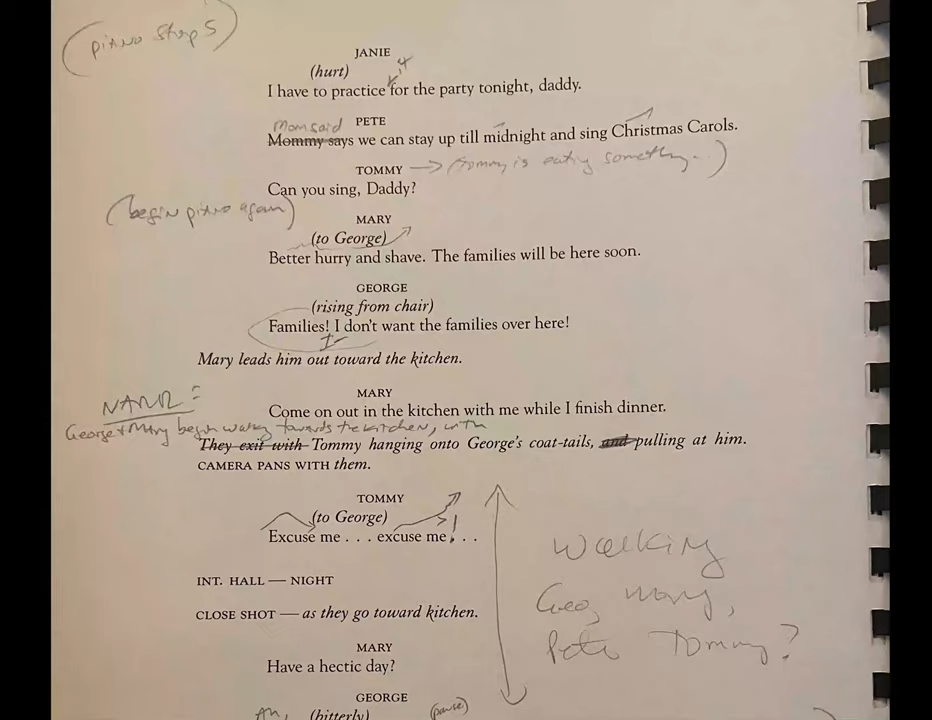 (piano stops)
JANIE
(hurt)
it
I have to practice for the party tonight, daddy.
Mom said PETE
Mommy says we can stay up till midnight and sing Christmas Carols.
TOMMY → (Tommy is eating something...)
Can you sing, Daddy?
(begin piano again)
MARY
(to George)
Better hurry and shave. The families will be here soon.
GEORGE
(rising from chair)
Families! I don't want the families over here!
Mary leads him out toward the kitchen.
MARY
NARR:
Come on out in the kitchen with me while I finish dinner.
George + Mary begin walking towards the kitchen, with
They exit with Tommy hanging onto George's coat-tails, and pulling at him.
CAMERA PANS WITH them.
TOMMY
(to George)
Excuse me . . . excuse me! . .
Walking
Geo, Mary,
Pete Tommy?
INT. HALL — NIGHT
CLOSE SHOT — as they go toward kitchen.
MARY
Have a hectic day?
GEORGE
Ah, (bitterly) (pause)